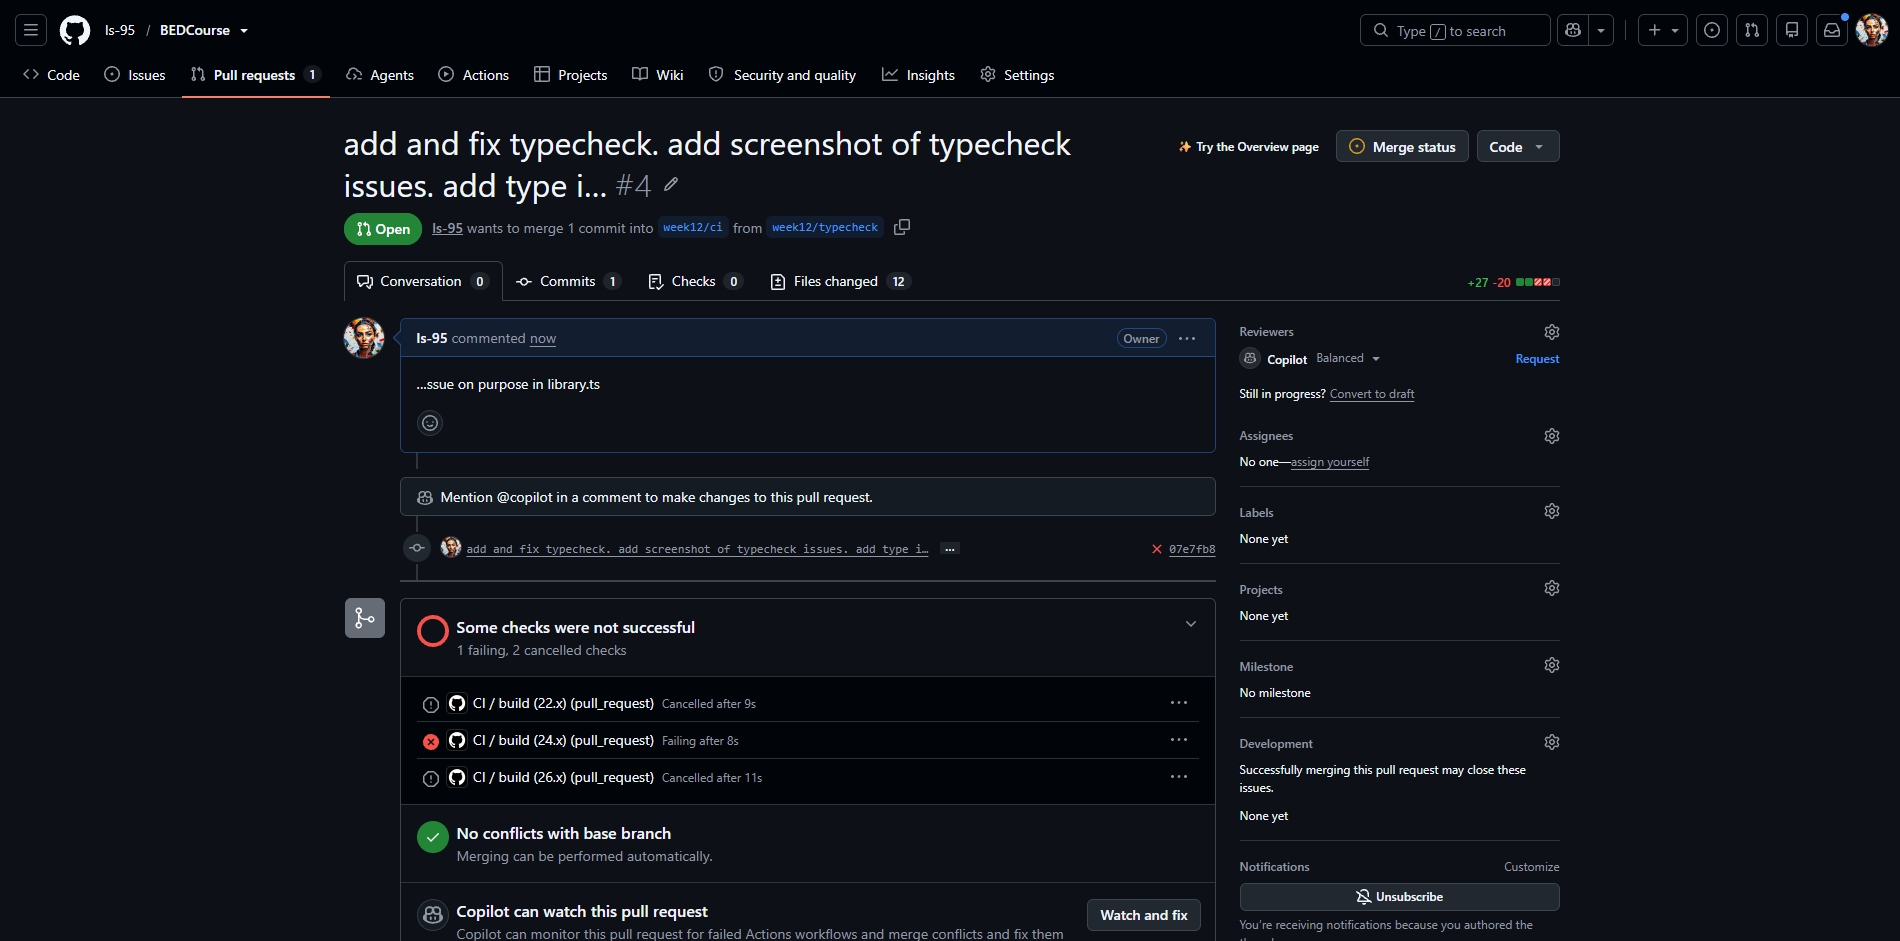 ls-95 / BEDCourse
Type / to search
Code
Issues
Pull requests 1
Agents
Actions
Projects
Wiki
Security and quality
Insights
Settings
add and fix typecheck. add screenshot of typecheck
issues. add type i... #4
Try the Overview page
Merge status
Code
Open
ls-95 wants to merge 1 commit into week12/ci from week12/typecheck
Conversation 0
Commits 1
Checks 0
Files changed 12
+27 -20
ls-95 commented now
Owner
...ssue on purpose in library.ts
Mention @copilot in a comment to make changes to this pull request.
add and fix typecheck. add screenshot of typecheck issues. add type i…
07e7fb8
Some checks were not successful
1 failing, 2 cancelled checks
CI / build (22.x) (pull_request) Cancelled after 9s
CI / build (24.x) (pull_request) Failing after 8s
CI / build (26.x) (pull_request) Cancelled after 11s
No conflicts with base branch
Merging can be performed automatically.
Copilot can watch this pull request
Copilot can monitor this pull request for failed Actions workflows and merge conflicts and fix them
Watch and fix
Reviewers
Copilot Balanced
Request
Still in progress? Convert to draft
Assignees
No one—assign yourself
Labels
None yet
Projects
None yet
Milestone
No milestone
Development
Successfully merging this pull request may close these
issues.
None yet
Notifications
Customize
Unsubscribe
You're receiving notifications because you authored the